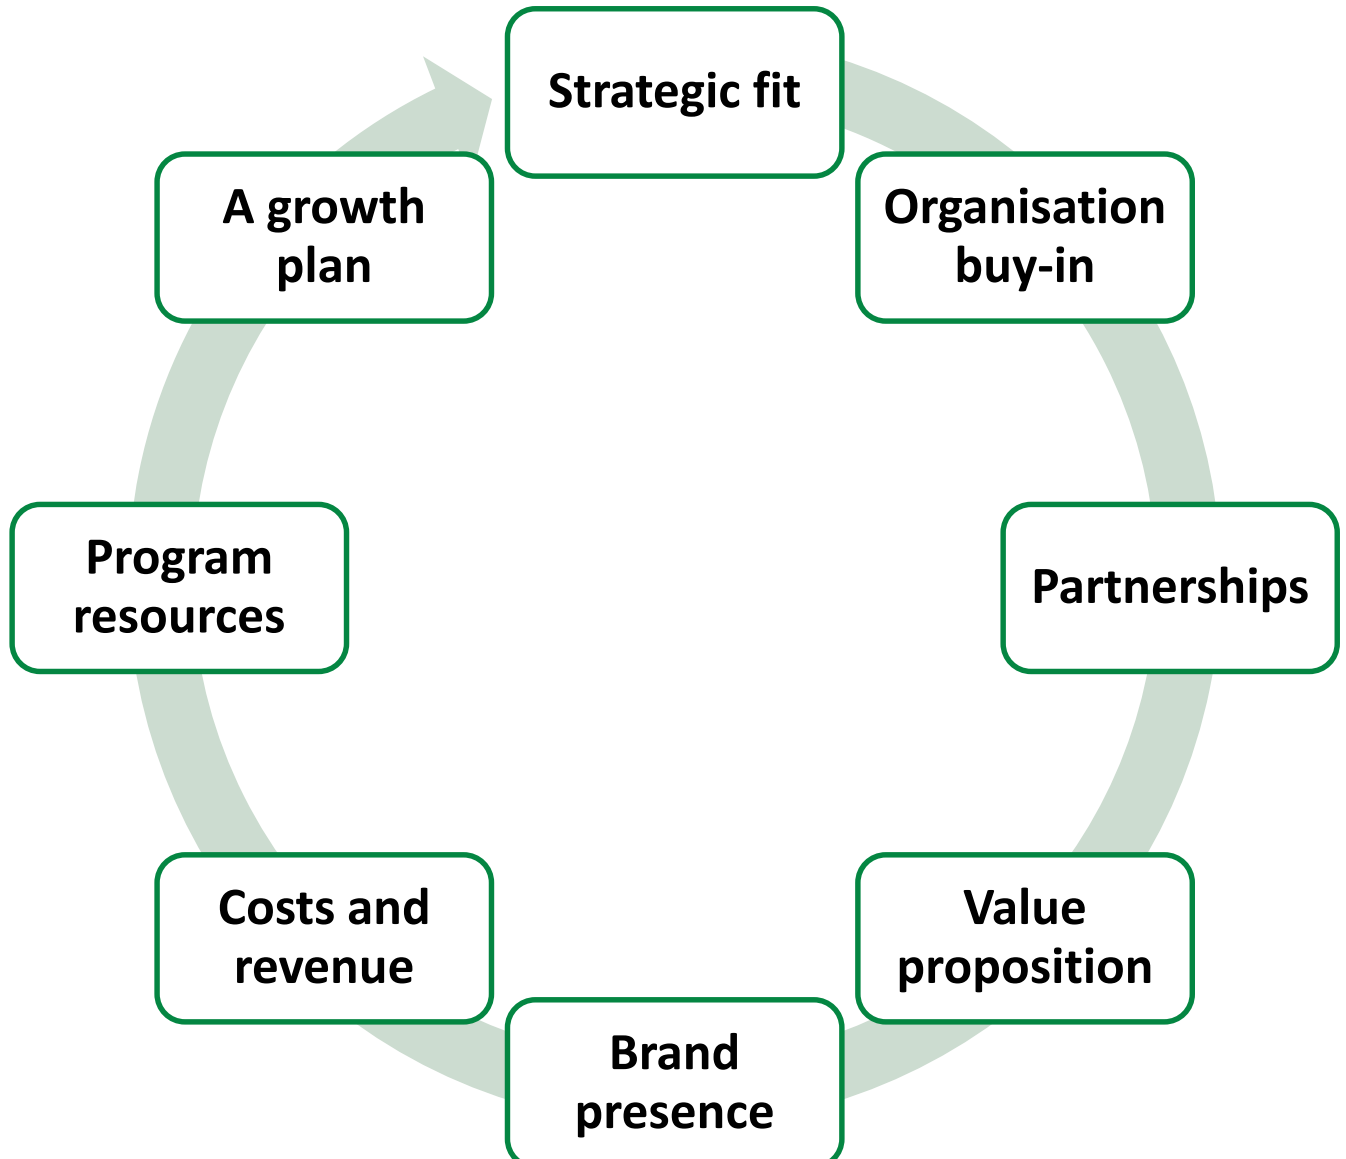 Strategic fit
Organisation
buy-in
Partnerships
Value
proposition
Brand
presence
Costs and
revenue
Program
resources
A growth
plan